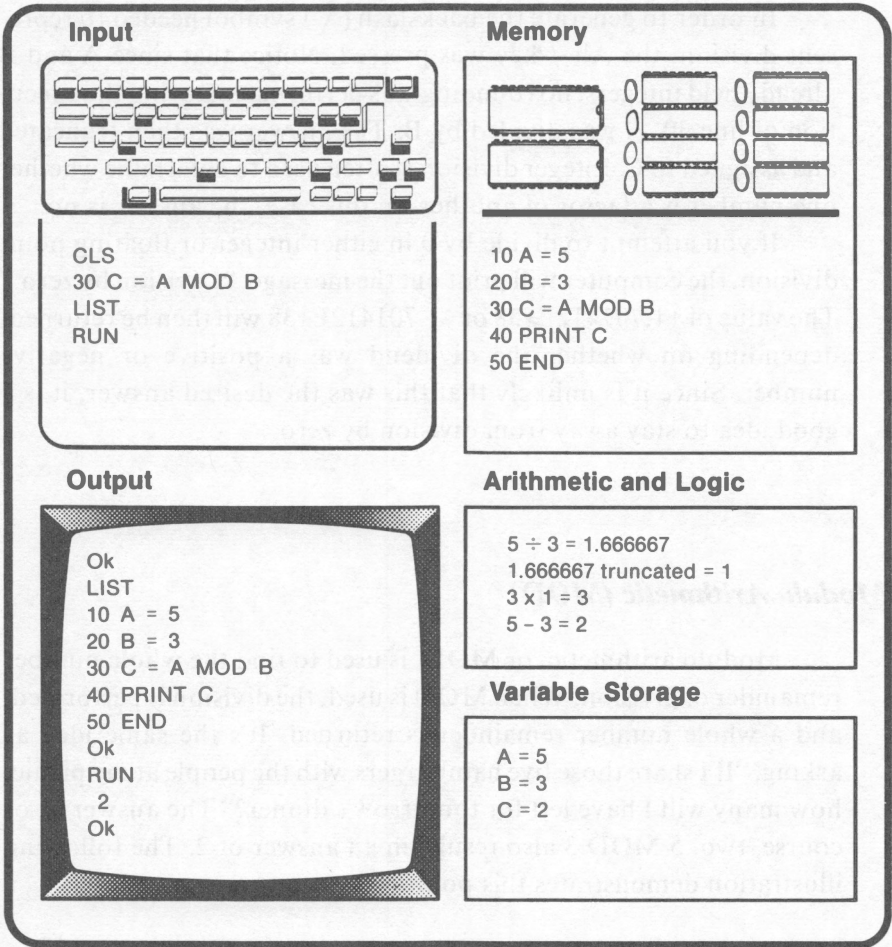 Input
CLS
30 C = A MOD B
LIST
RUN
Memory
10 A = 5
20 B = 3
30 C = A MOD B
40 PRINT C
50 END
Output
Ok
LIST
10 A = 5
20 B = 3
30 C = A MOD B
40 PRINT C
50 END
Ok
RUN
2
Ok
Arithmetic and Logic
5 ÷ 3 = 1.666667
1.666667 truncated = 1
3 x 1 = 3
5 – 3 = 2
Variable Storage
A = 5
B = 3
C = 2